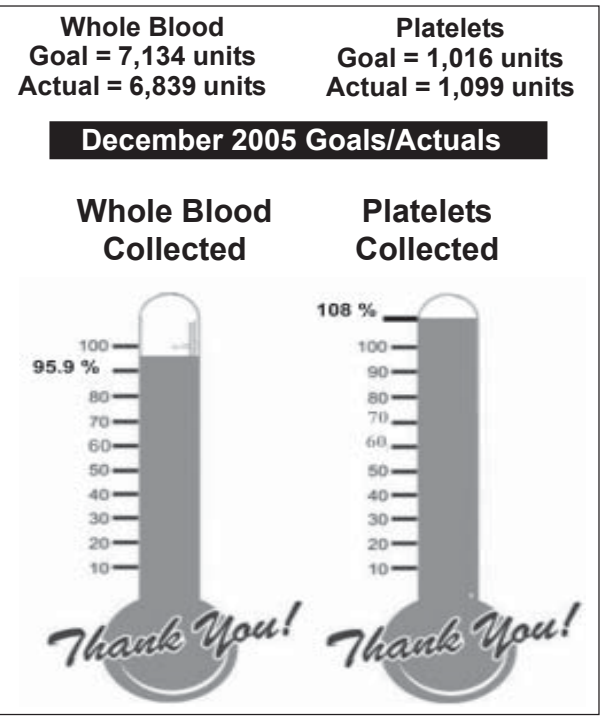 Whole Blood
Goal = 7,134 units
Actual = 6,839 units
Platelets
Goal = 1,016 units
Actual = 1,099 units
December 2005 Goals/Actuals
Whole Blood
Collected
Platelets
Collected
100
95.9 %
80
70
60
50
40
30
20
10
Thank You!
108 %
100
90
80
70
60
50
40
30
20
10
Thank You!